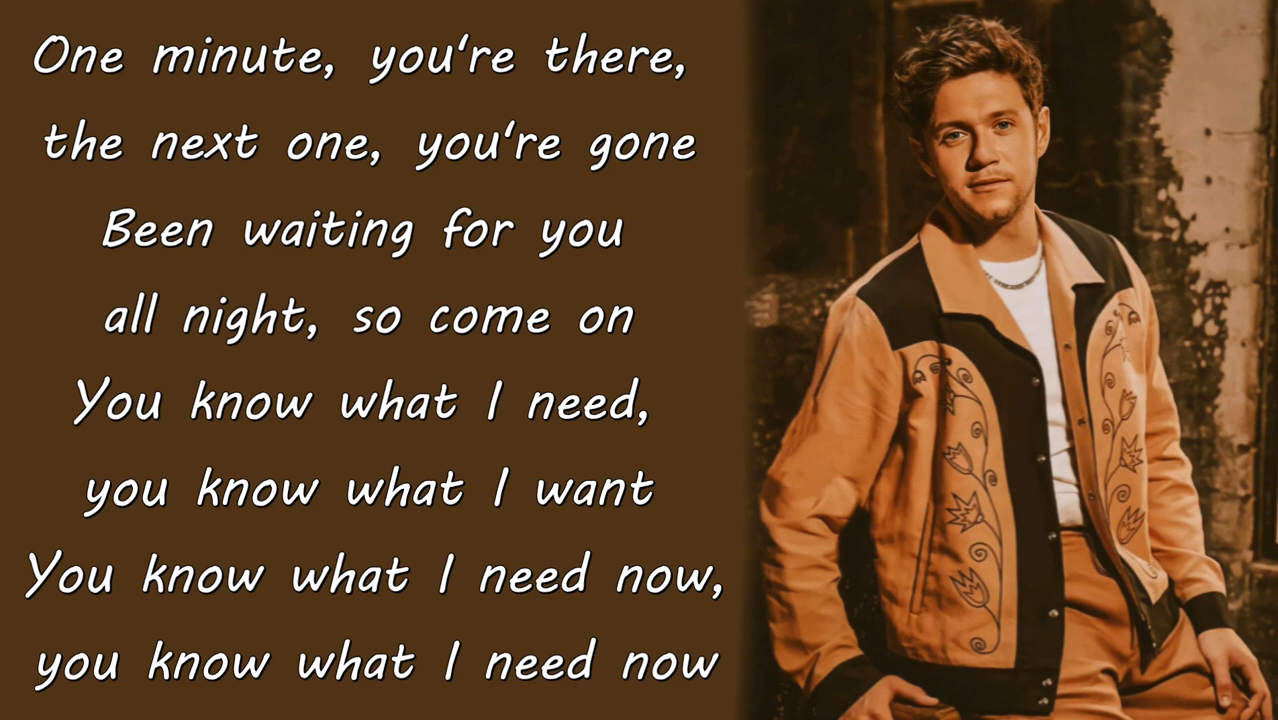 One minute, you're there,
the next one, you're gone
Been waiting for you
all night, so come on
You know what I need,
you know what I want
You know what I need now,
you know what I need now